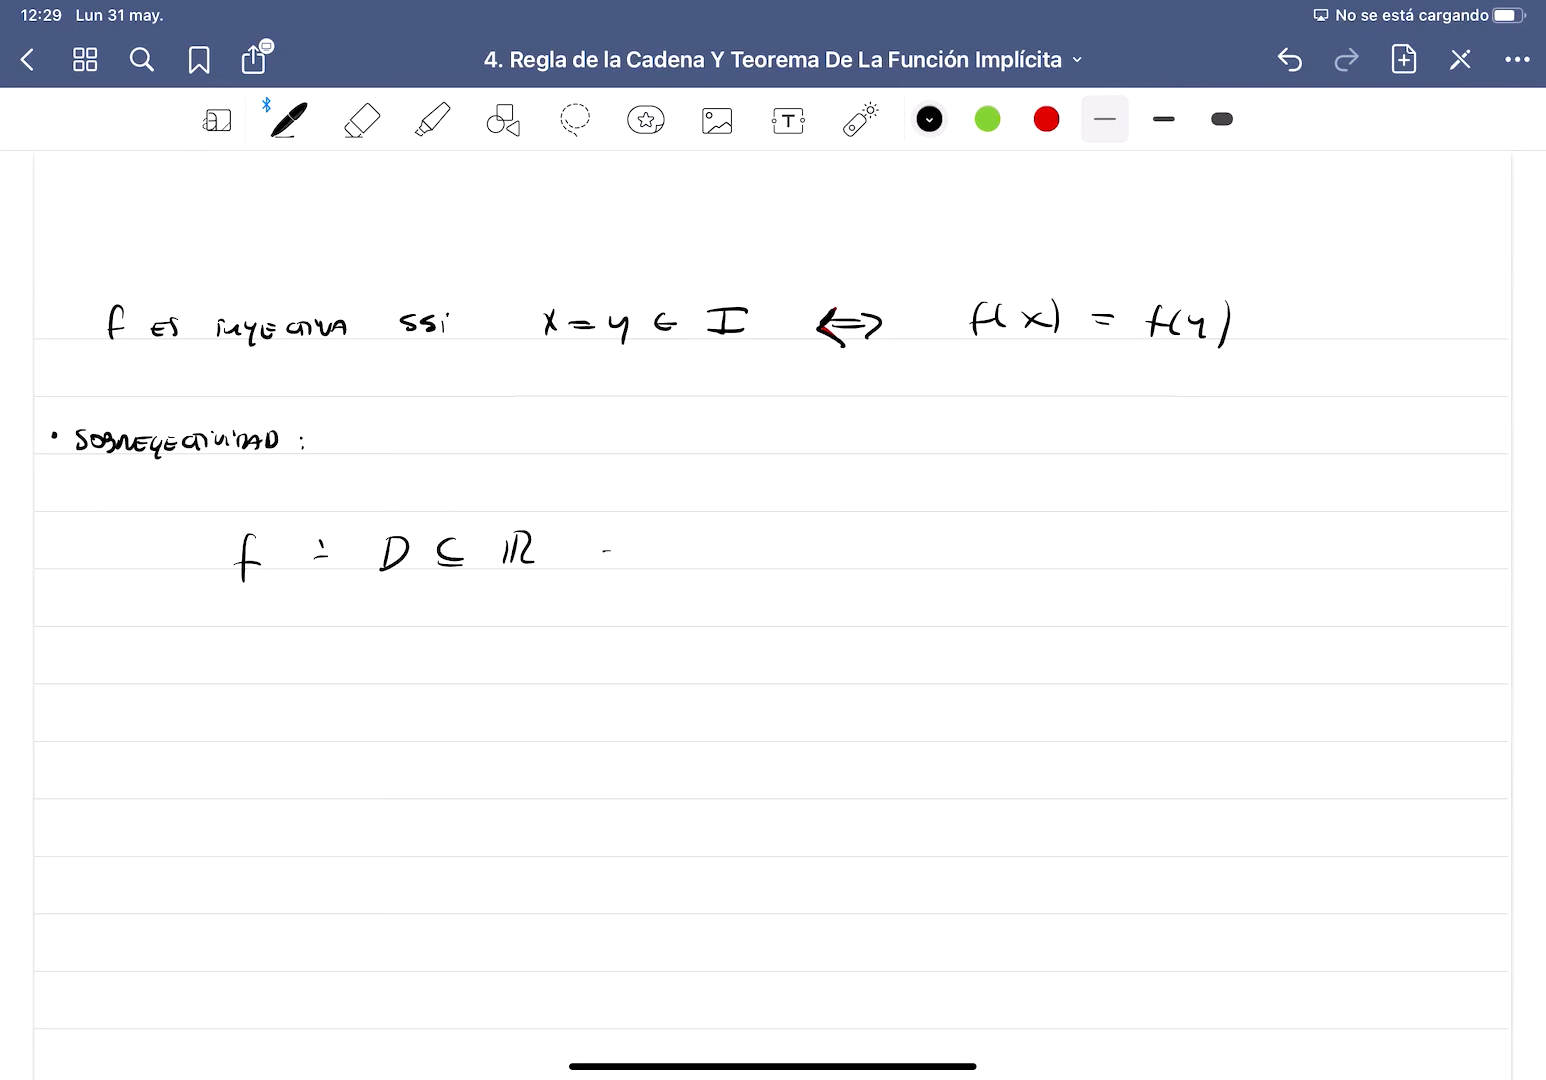 12:29 Lun 31 may. No se está cargando
4. Regla de la Cadena Y Teorema De La Función Implícita
T
f ES INYECTIVA SSi x = y ∈ I ⟺ f(x) = f(y)
• SOBREYECTIVIDAD :
f : D ⊆ ℝ -